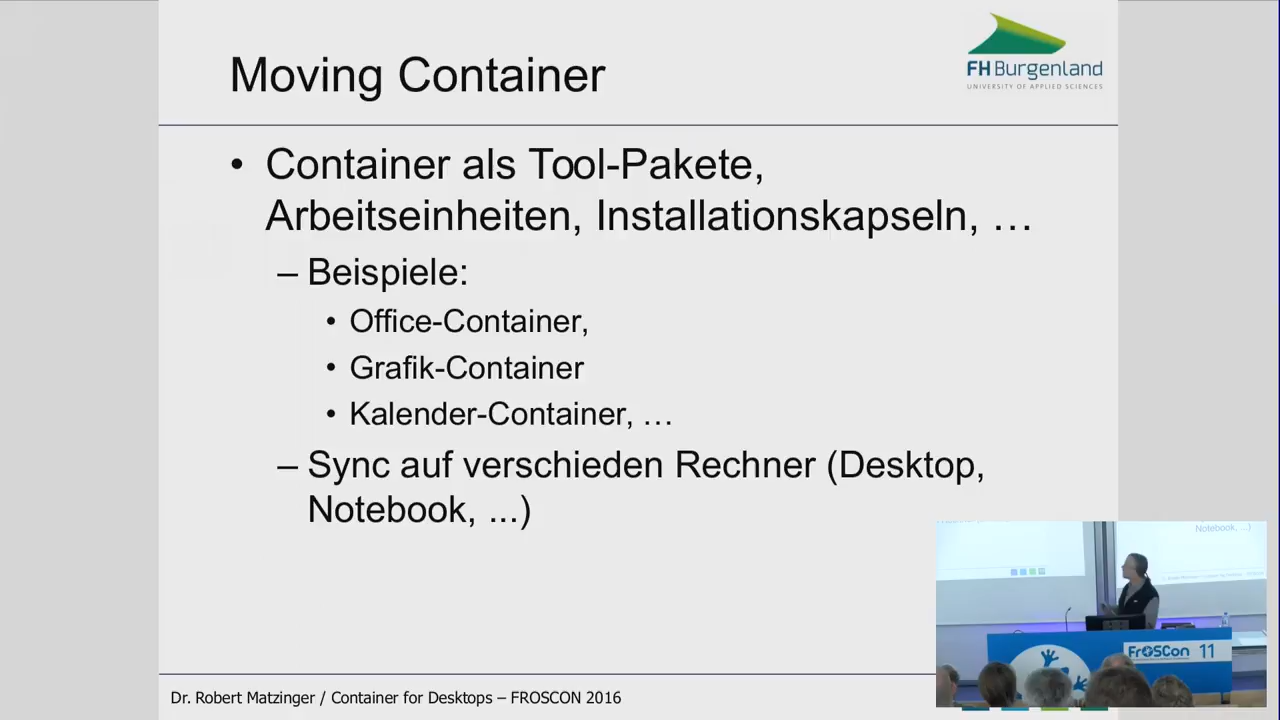 Moving Container
FH Burgenland
UNIVERSITY OF APPLIED SCIENCES
• Container als Tool-Pakete,
Arbeitseinheiten, Installationskapseln, …
– Beispiele:
• Office-Container,
• Grafik-Container
• Kalender-Container, …
– Sync auf verschieden Rechner (Desktop,
Notebook, ...)
Notebook, ...)
FrOSCon 11
Dr. Robert Matzinger / Container for Desktops – FROSCON 2016